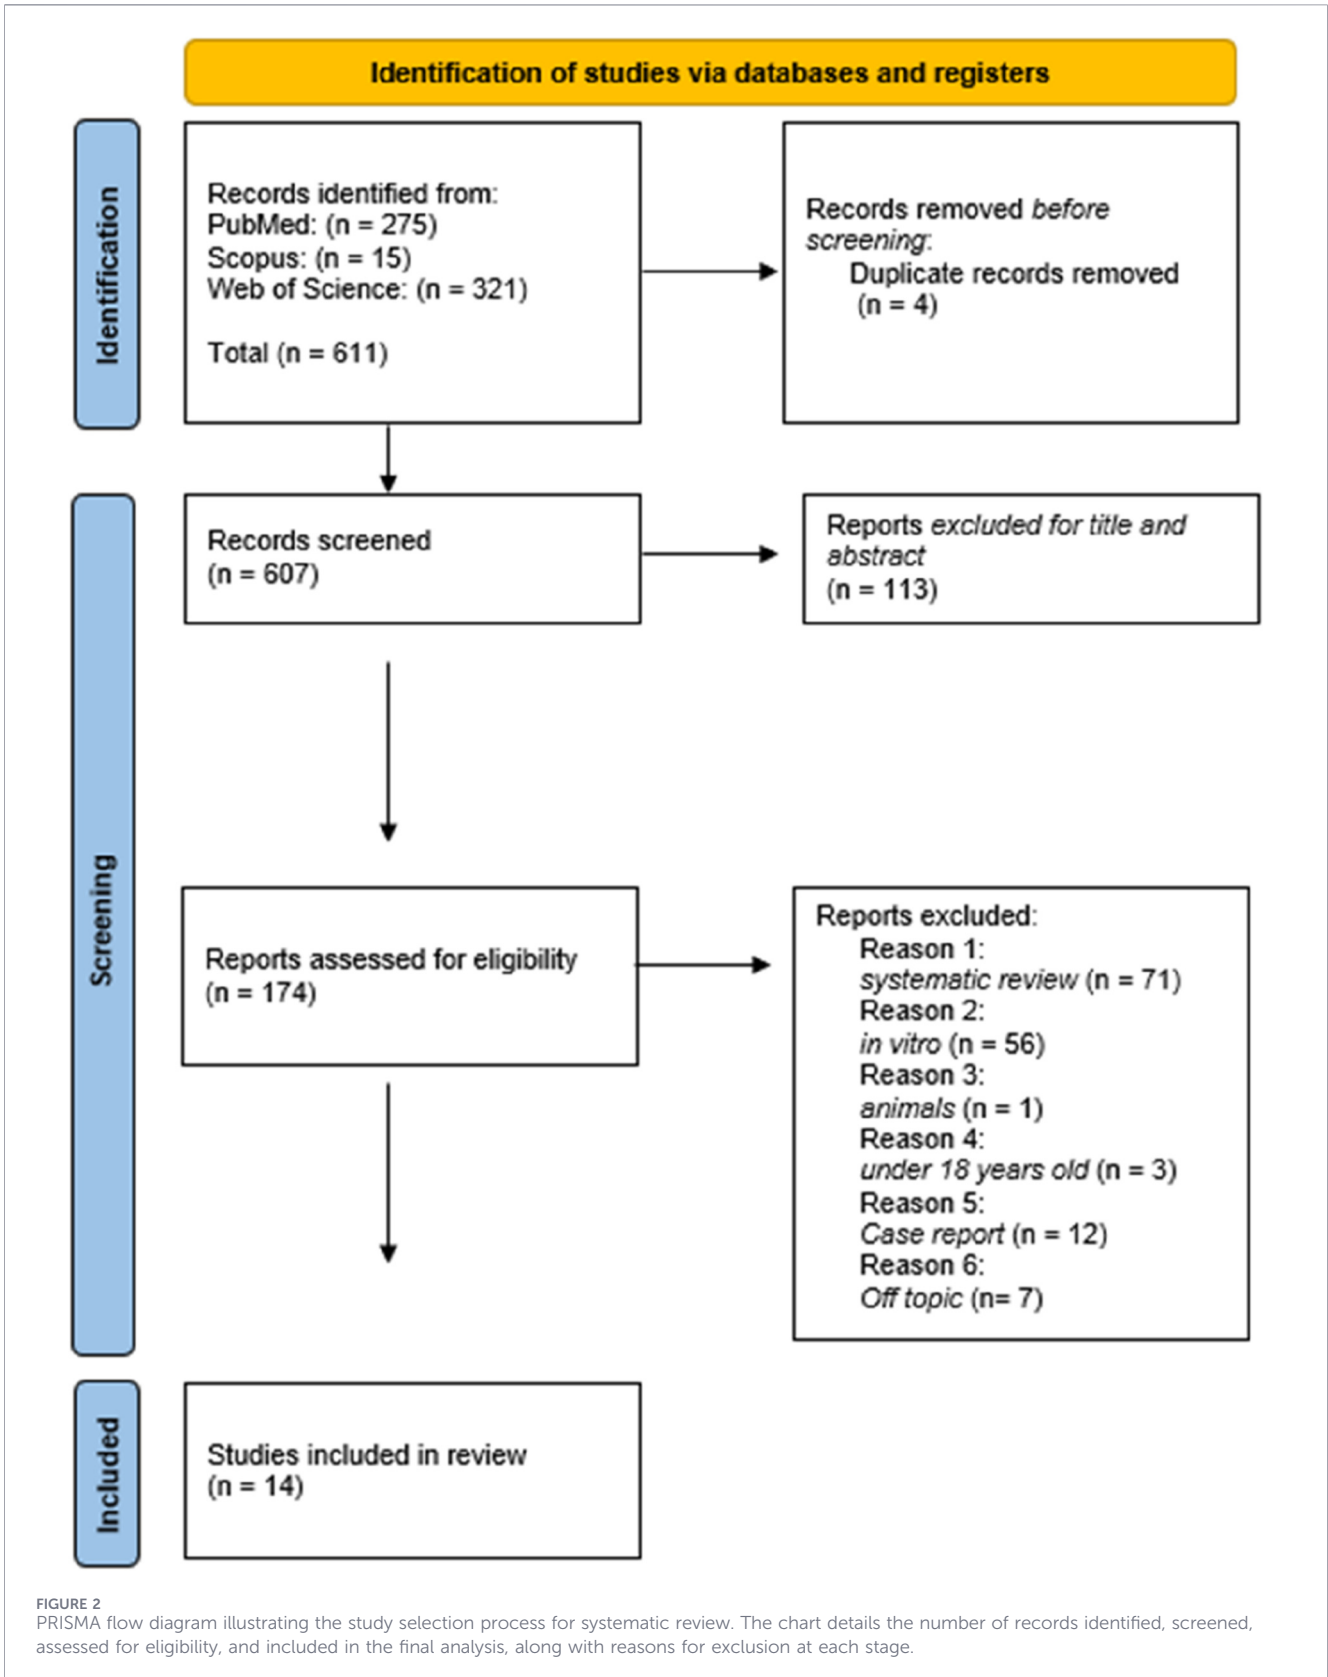 Identification of studies via databases and registers
Identification
Records identified from:
PubMed: (n = 275)
Scopus: (n = 15)
Web of Science: (n = 321)
Total (n = 611)
Records removed before
screening:
Duplicate records removed
(n = 4)
Screening
Records screened
(n = 607)
Reports excluded for title and
abstract
(n = 113)
Reports assessed for eligibility
(n = 174)
Reports excluded:
Reason 1:
systematic review (n = 71)
Reason 2:
in vitro (n = 56)
Reason 3:
animals (n = 1)
Reason 4:
under 18 years old (n = 3)
Reason 5:
Case report (n = 12)
Reason 6:
Off topic (n= 7)
Included
Studies included in review
(n = 14)
FIGURE 2
PRISMA flow diagram illustrating the study selection process for systematic review. The chart details the number of records identified, screened,
assessed for eligibility, and included in the final analysis, along with reasons for exclusion at each stage.